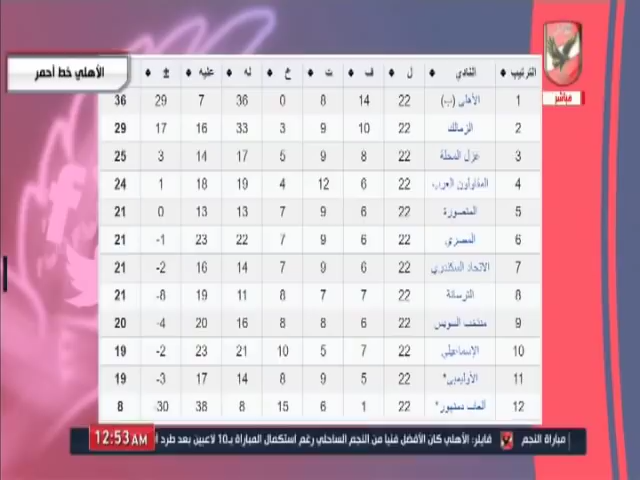 الأهلي خط أحمر
مباشر
الترتيب النادي ل ف ت خ له عليه ±
1 الأهلي (ب) 22 14 8 0 36 7 29 36
2 الزمالك 22 10 9 3 33 16 17 29
3 غزل المحلة 22 8 9 5 17 14 3 25
4 المقاولون العرب 22 6 12 4 19 18 1 24
5 المنصورة 22 6 9 7 13 13 0 21
6 المصري 22 6 9 7 22 23 -1 21
7 الاتحاد السكندري 22 6 9 7 14 16 -2 21
8 الترسانة 22 7 7 8 11 19 -8 21
9 منتخب السويس 22 6 8 8 16 20 -4 20
10 الإسماعيلي 22 7 5 10 21 23 -2 19
11 الأوليمبي* 22 5 9 8 14 17 -3 19
12 ألعاب دمنهور* 22 1 6 15 8 38 -30 8
مباراة النجم فايلر: الأهلي كان الأفضل فنيا من النجم الساحلي رغم استكمال المباراة بـ10 لاعبين بعد طرد أ
12:53 AM